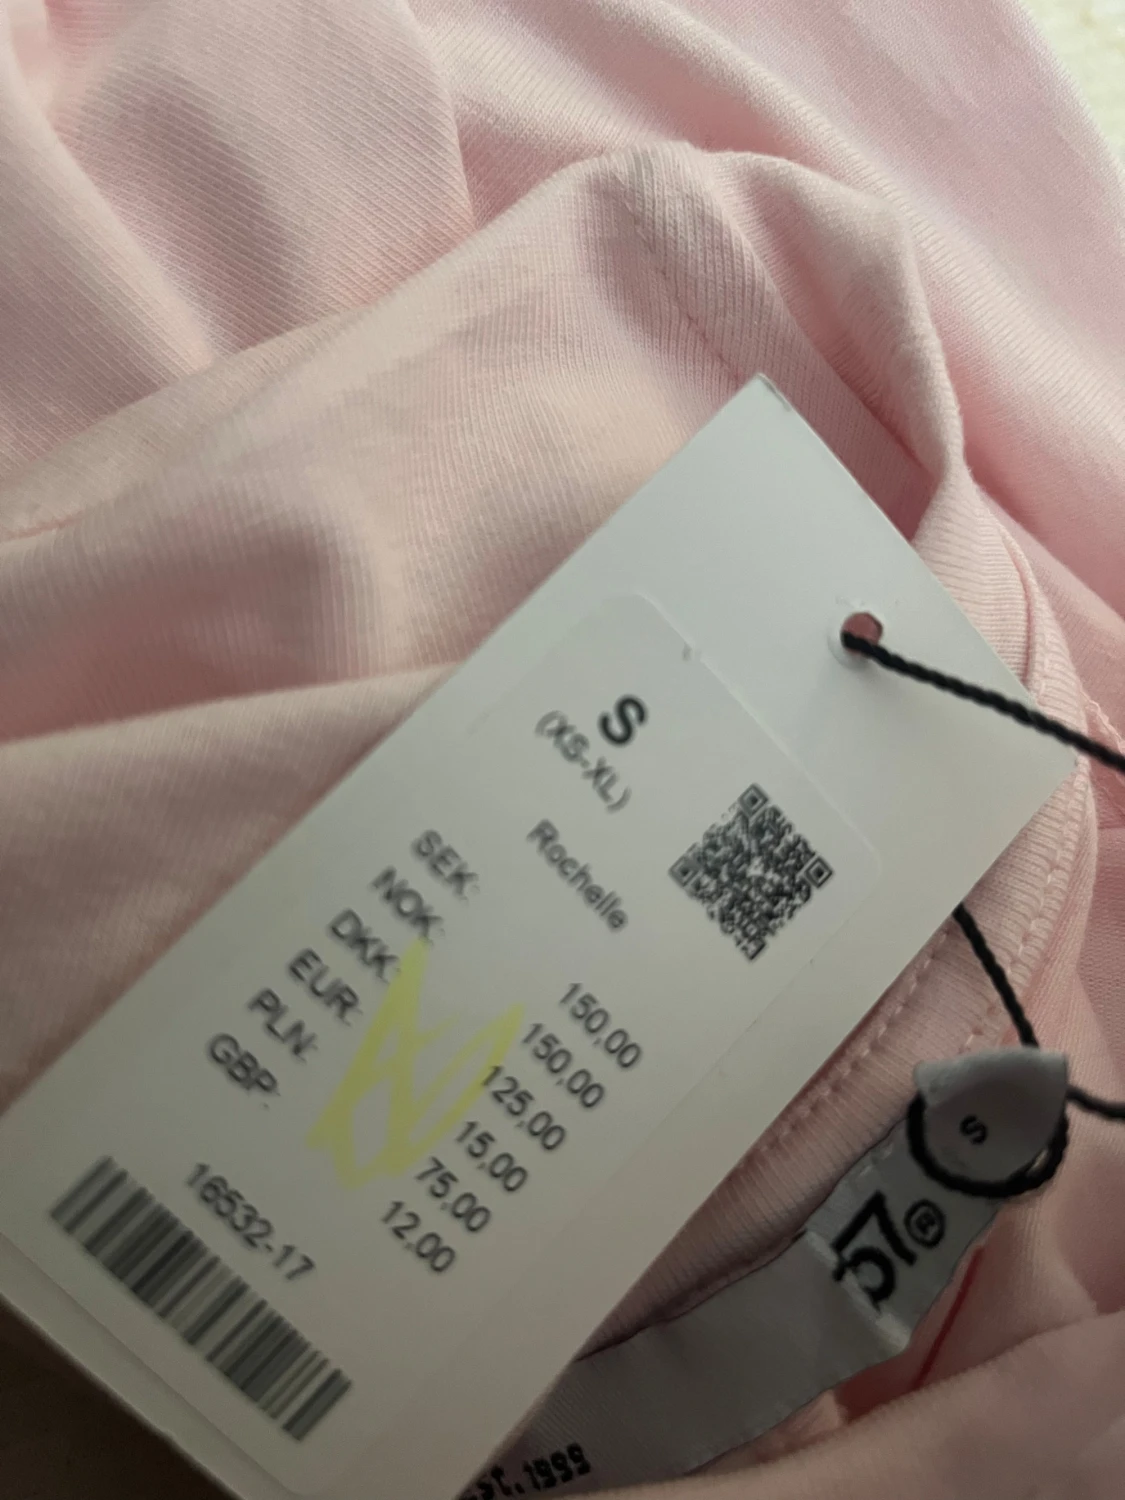 S
(XS-XL)
Rochelle
SEK: 150,00
NOK: 150,00
DKK: 125,00
EUR: 15,00
PLN: 75,00
GBP: 12,00
16532-17
S
57®
EST. 1999